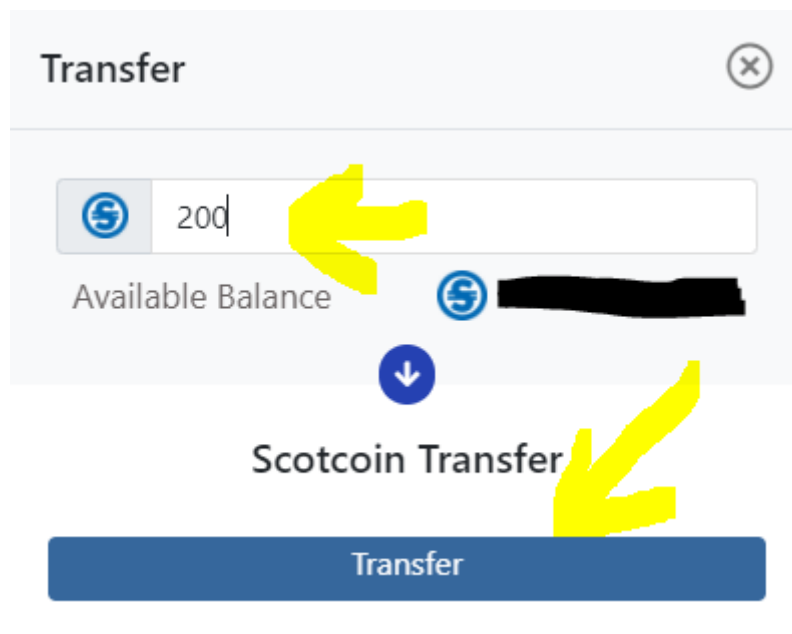 Transfer
200
Available Balance
Scotcoin Transfer
Transfer